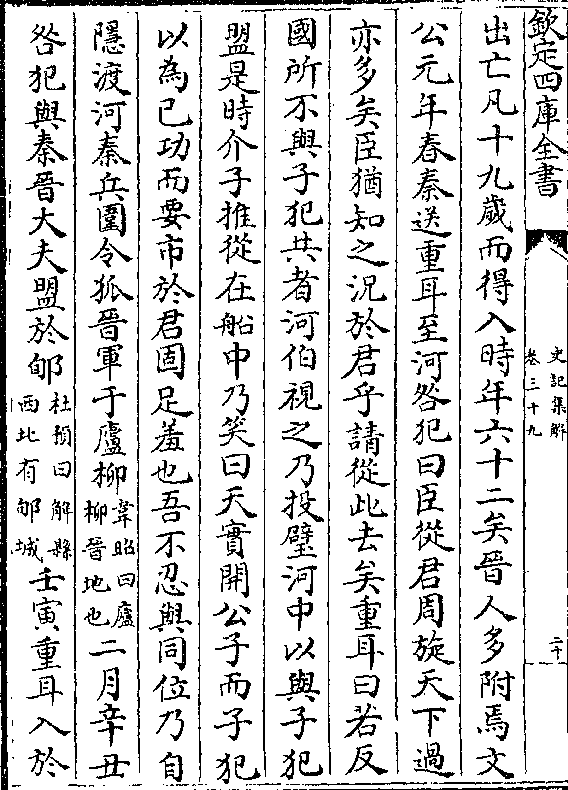 欽定四庫全書
史記集解
卷三十九
二十
出亡凡十九歲而得入時年六十二矣晉人多附焉文
公元年春秦送重耳至河咎犯曰臣從君周旋天下過
亦多矣臣猶知之況於君乎請從此去矣重耳曰若反
國所不與子犯共者河伯視之乃投璧河中以與子犯
盟是時介子推從在船中乃笑曰天實開公子而子犯
以為已功而要市於君固足羞也吾不忍與同位乃自
隱渡河秦兵圍令狐晉軍于廬柳韋昭曰廬柳晉地也二月辛丑
咎犯與秦晉大夫盟於郇杜預曰解縣西北有郇城壬寅重耳入於